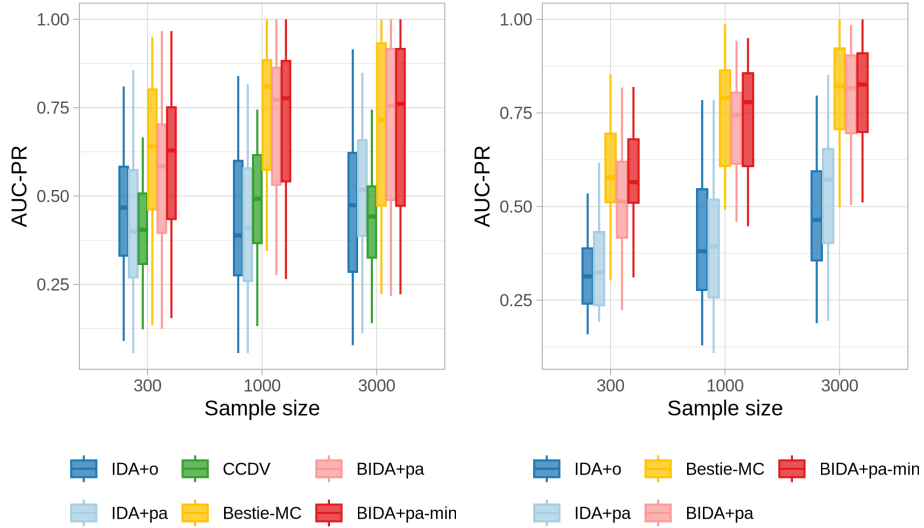 1.00
0.75
0.50
0.25
AUC-PR
300
1000
3000
Sample size
IDA+o
CCDV
BIDA+pa
IDA+pa
Bestie-MC
BIDA+pa-min
1.00
0.75
0.50
0.25
AUC-PR
300
1000
3000
Sample size
IDA+o
Bestie-MC
BIDA+pa-min
IDA+pa
BIDA+pa